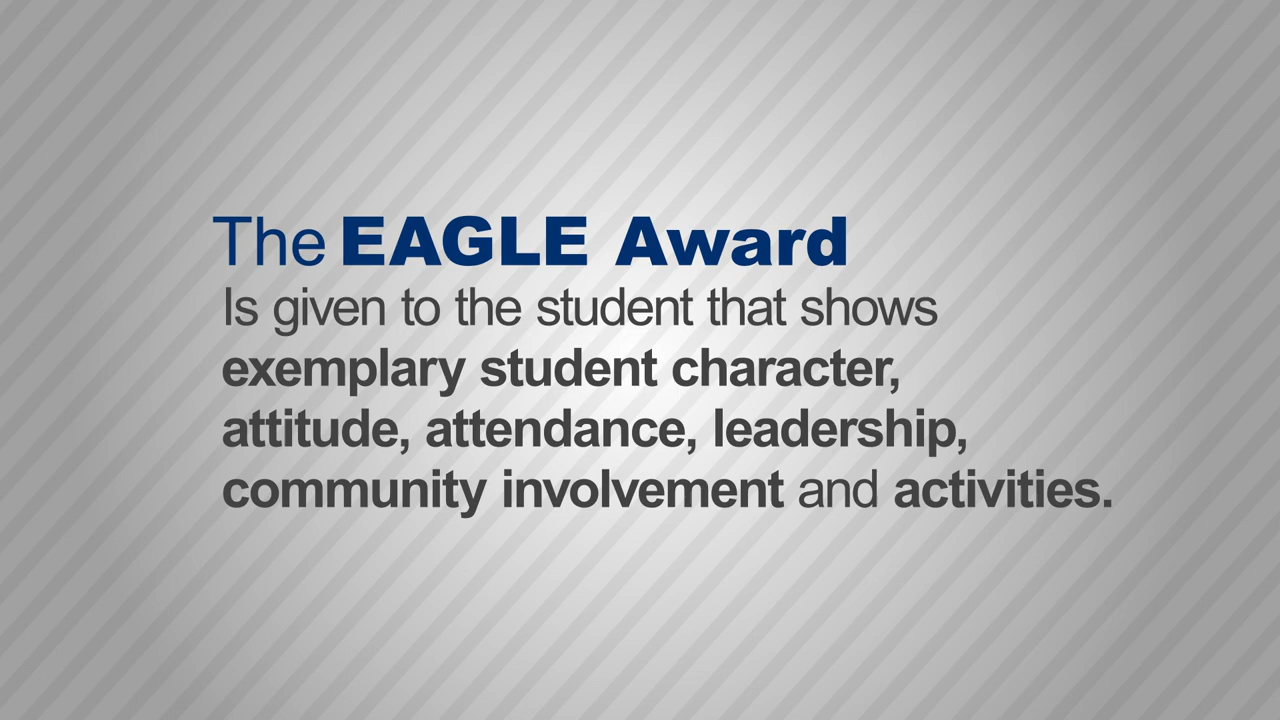 The EAGLE Award
Is given to the student that shows
exemplary student character,
attitude, attendance, leadership,
community involvement and activities.